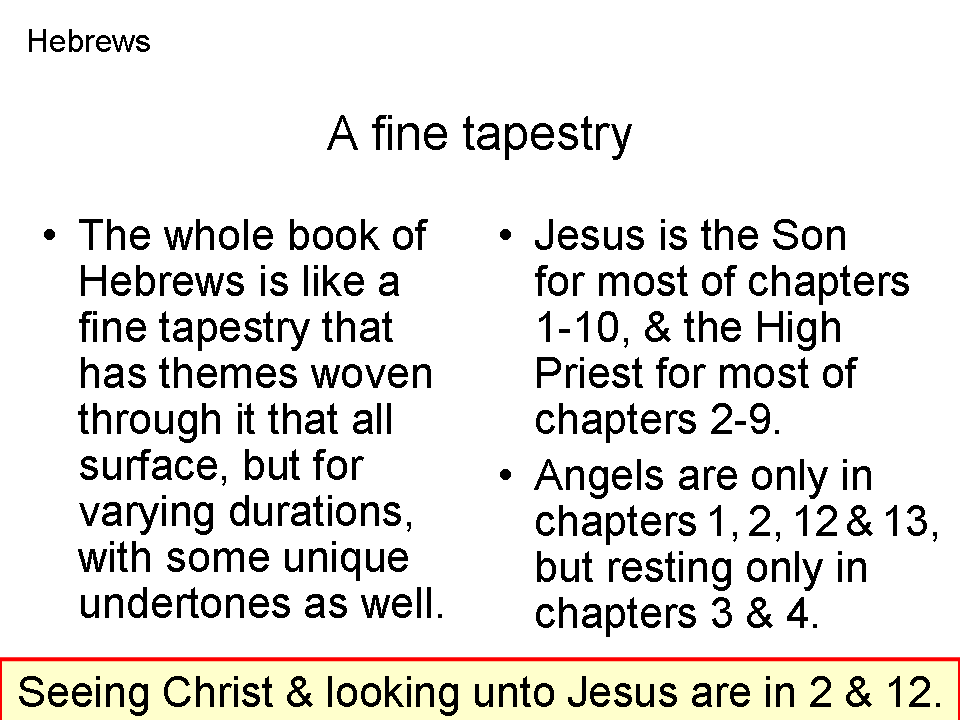 Hebrews
A fine tapestry
• The whole book of
Hebrews is like a
fine tapestry that
has themes woven
through it that all
surface, but for
varying durations,
with some unique
undertones as well.
• Jesus is the Son
for most of chapters
1-10, & the High
Priest for most of
chapters 2-9.
• Angels are only in
chapters 1, 2, 12 & 13,
but resting only in
chapters 3 & 4.
Seeing Christ & looking unto Jesus are in 2 & 12.